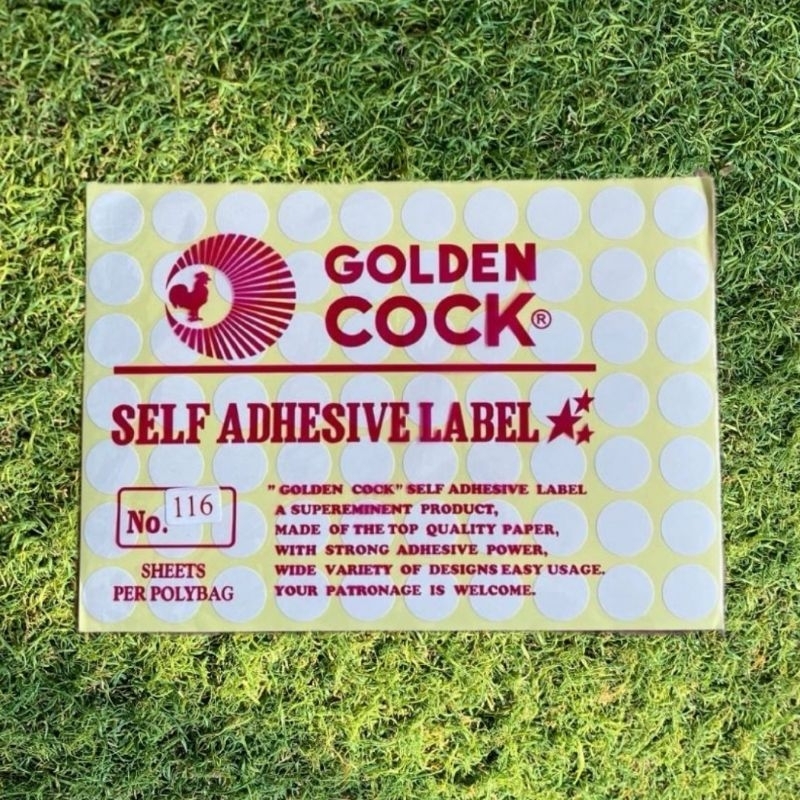 GOLDEN
COCK®
SELF ADHESIVE LABEL
No. 116
SHEETS
PER POLYBAG
" GOLDEN COCK" SELF ADHESIVE LABEL
A SUPEREMINENT PRODUCT,
MADE OF THE TOP QUALITY PAPER,
WITH STRONG ADHESIVE POWER,
WIDE VARIETY OF DESIGNS EASY USAGE.
YOUR PATRONAGE IS WELCOME.